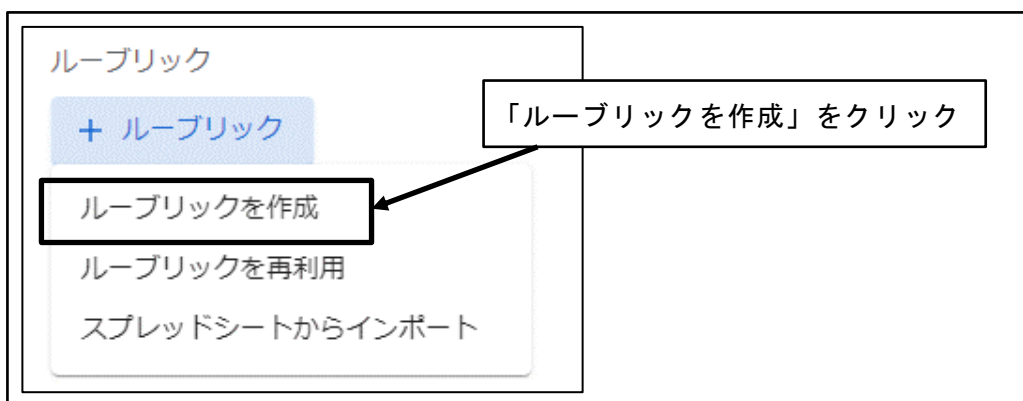 ルーブリック
+ ルーブリック
「ルーブリックを作成」をクリック
ルーブリックを作成
ルーブリックを再利用
スプレッドシートからインポート